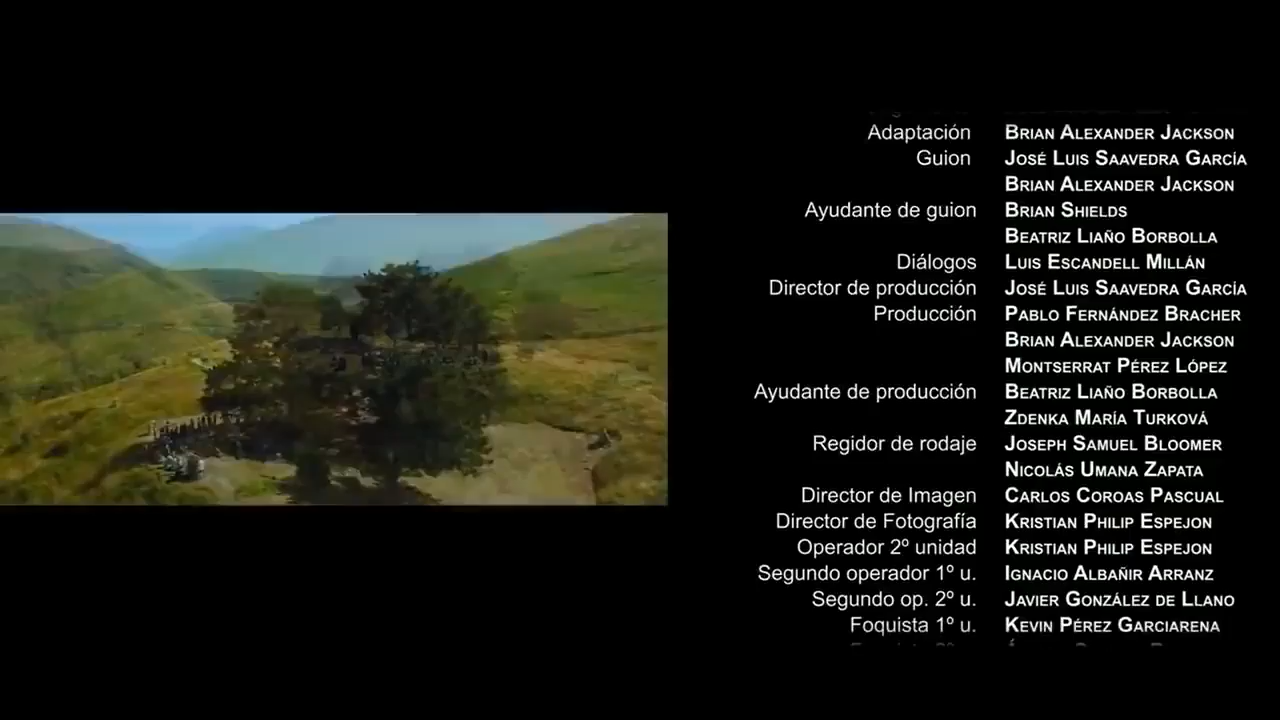 Adaptación BRIAN ALEXANDER JACKSON
Guion JOSÉ LUIS SAAVEDRA GARCÍA
BRIAN ALEXANDER JACKSON
Ayudante de guion BRIAN SHIELDS
BEATRIZ LIAÑO BORBOLLA
Diálogos LUIS ESCANDELL MILLÁN
Director de producción JOSÉ LUIS SAAVEDRA GARCÍA
Producción PABLO FERNÁNDEZ BRACHER
BRIAN ALEXANDER JACKSON
MONTSERRAT PÉREZ LÓPEZ
Ayudante de producción BEATRIZ LIAÑO BORBOLLA
ZDENKA MARÍA TURKOVÁ
Regidor de rodaje JOSEPH SAMUEL BLOOMER
NICOLÁS UMANA ZAPATA
Director de Imagen CARLOS COROAS PASCUAL
Director de Fotografía KRISTIAN PHILIP ESPEJON
Operador 2º unidad KRISTIAN PHILIP ESPEJON
Segundo operador 1º u. IGNACIO ALBAÑIR ARRANZ
Segundo op. 2º u. JAVIER GONZÁLEZ DE LLANO
Foquista 1º u. KEVIN PÉREZ GARCIARENA